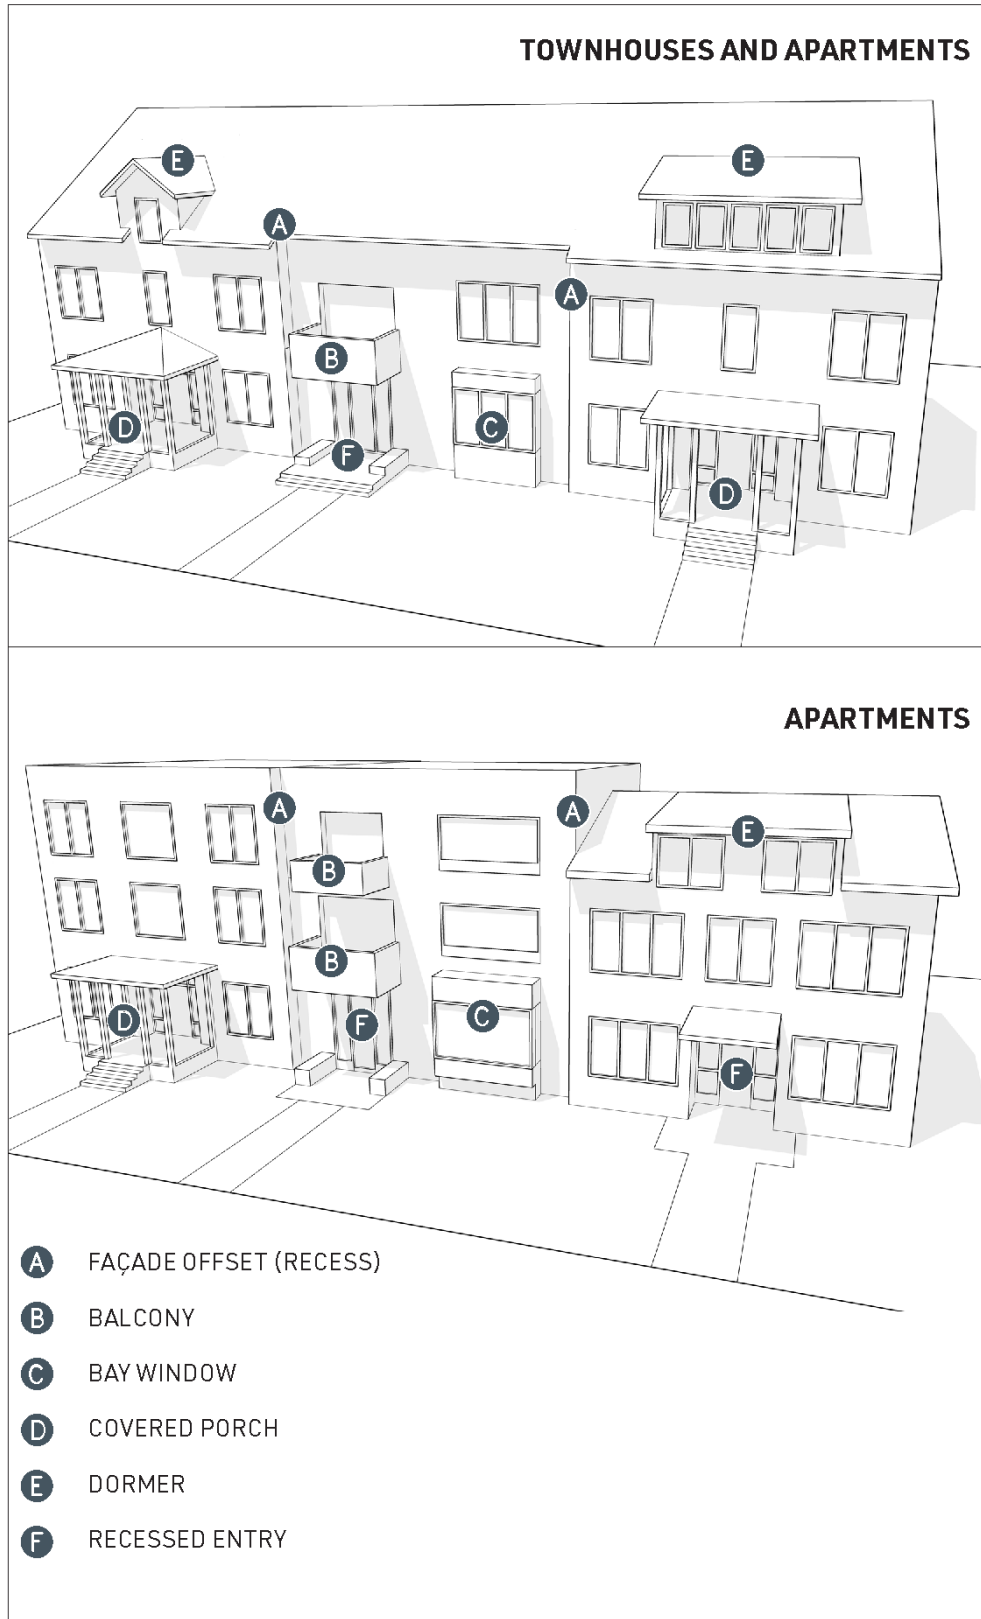 TOWNHOUSES AND APARTMENTS
E
E
A
A
B
C
D
F
D
APARTMENTS
A
A
E
B
B
D
F
C
F
A FAÇADE OFFSET (RECESS)
B BALCONY
C BAY WINDOW
D COVERED PORCH
E DORMER
F RECESSED ENTRY